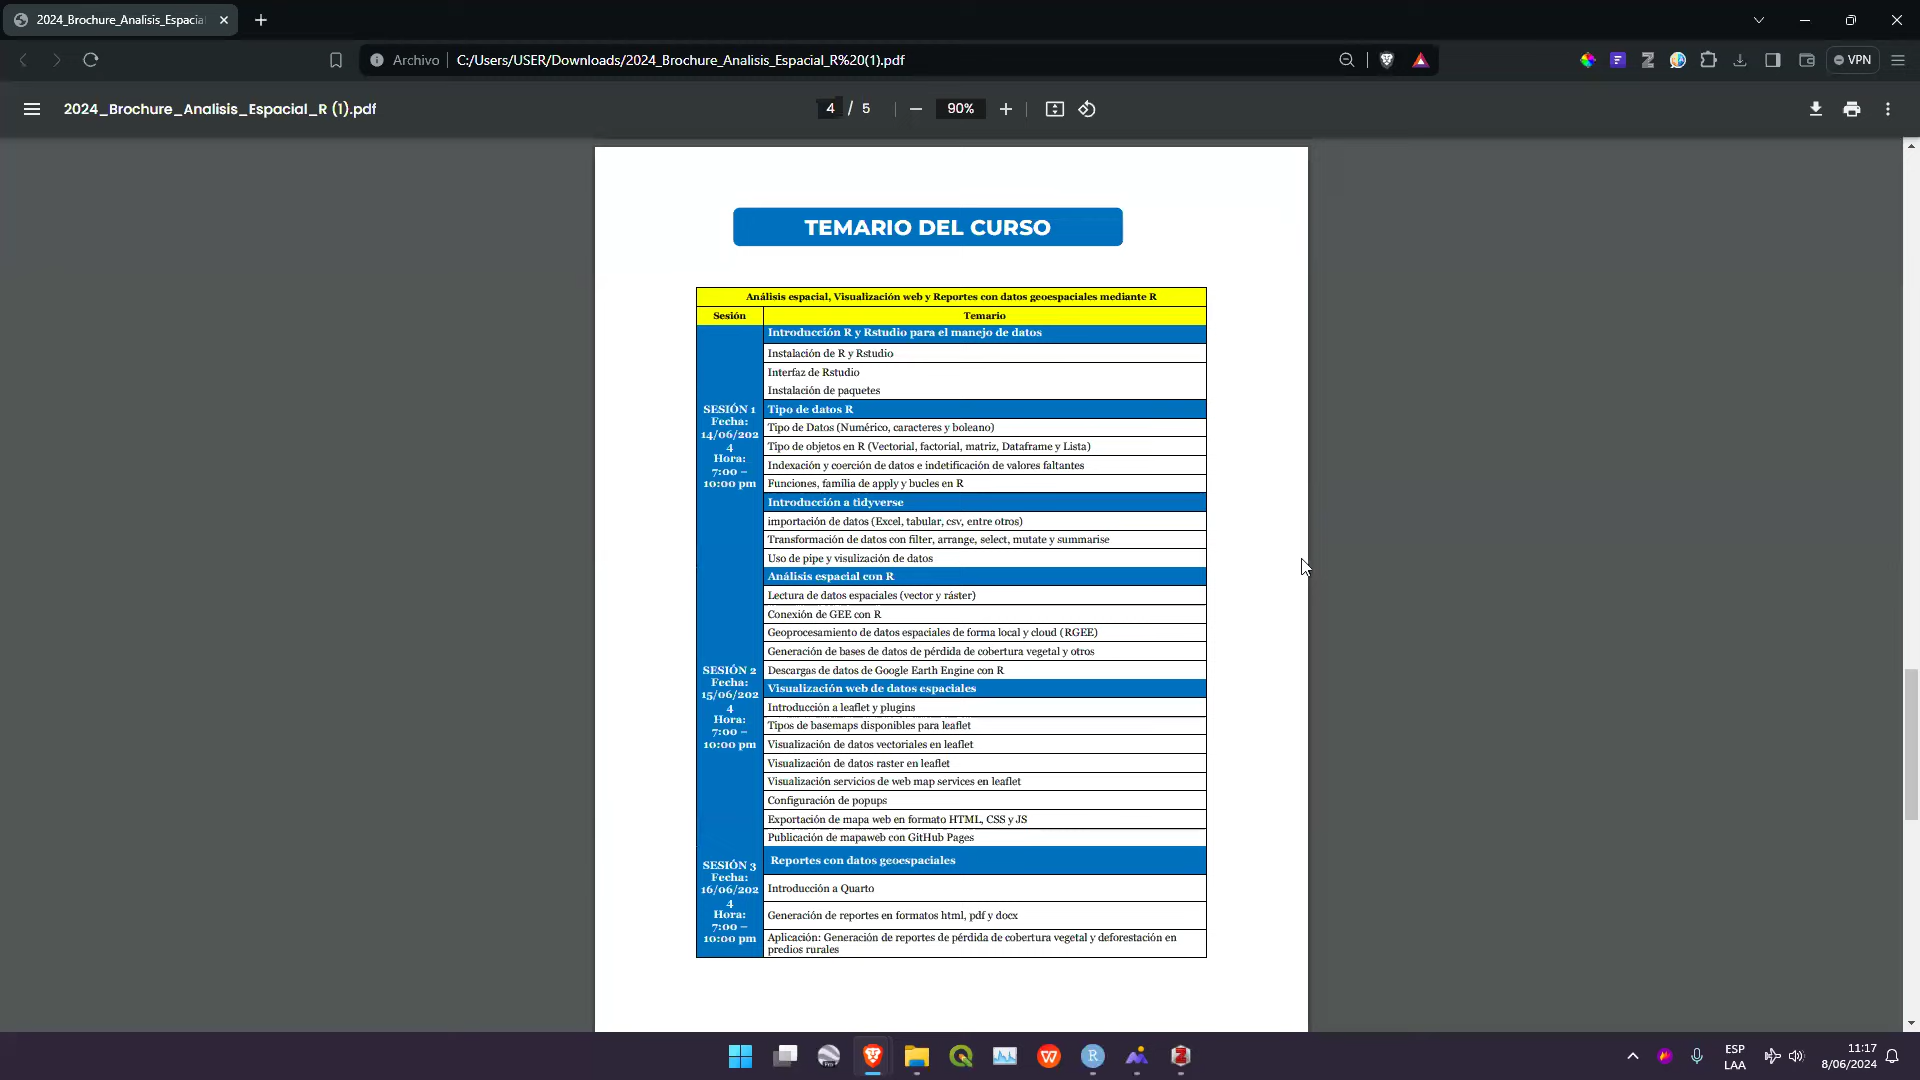 2024_Brochure_Analisis_Espacia
Archivo
C:/Users/USER/Downloads/2024_Brochure_Analisis_Espacial_R%20(1).pdf
VPN
2024_Brochure_Analisis_Espacial_R (1).pdf
4 / 5
90%
TEMARIO DEL CURSO
Análisis espacial, Visualización web y Reportes con datos geoespaciales mediante R
Sesión
Temario
SESIÓN 1
Fecha:
14/06/202
4
Hora:
7:00 –
10:00 pm
Introducción R y Rstudio para el manejo de datos
Instalación de R y Rstudio
Interfaz de Rstudio
Instalación de paquetes
Tipo de datos R
Tipo de Datos (Numérico, caracteres y boleano)
Tipo de objetos en R (Vectorial, factorial, matriz, Dataframe y Lista)
Indexación y coerción de datos e indetificación de valores faltantes
Funciones, familia de apply y bucles en R
Introducción a tidyverse
importación de datos (Excel, tabular, csv, entre otros)
Transformación de datos con filter, arrange, select, mutate y summarise
Uso de pipe y visulización de datos
SESIÓN 2
Fecha:
15/06/202
4
Hora:
7:00 –
10:00 pm
Análisis espacial con R
Lectura de datos espaciales (vector y ráster)
Conexión de GEE con R
Geoprocesamiento de datos espaciales de forma local y cloud (RGEE)
Generación de bases de datos de pérdida de cobertura vegetal y otros
Descargas de datos de Google Earth Engine con R
Visualización web de datos espaciales
Introducción a leaflet y plugins
Tipos de basemaps disponibles para leaflet
Visualización de datos vectoriales en leaflet
Visualización de datos raster en leaflet
Visualización servicios de web map services en leaflet
Configuración de popups
Exportación de mapa web en formato HTML, CSS y JS
Publicación de mapaweb con GitHub Pages
SESIÓN 3
Fecha:
16/06/202
4
Hora:
7:00 –
10:00 pm
Reportes con datos geoespaciales
Introducción a Quarto
Generación de reportes en formatos html, pdf y docx
Aplicación: Generación de reportes de pérdida de cobertura vegetal y deforestación en
predios rurales
ESP
LAA
11:17
8/06/2024